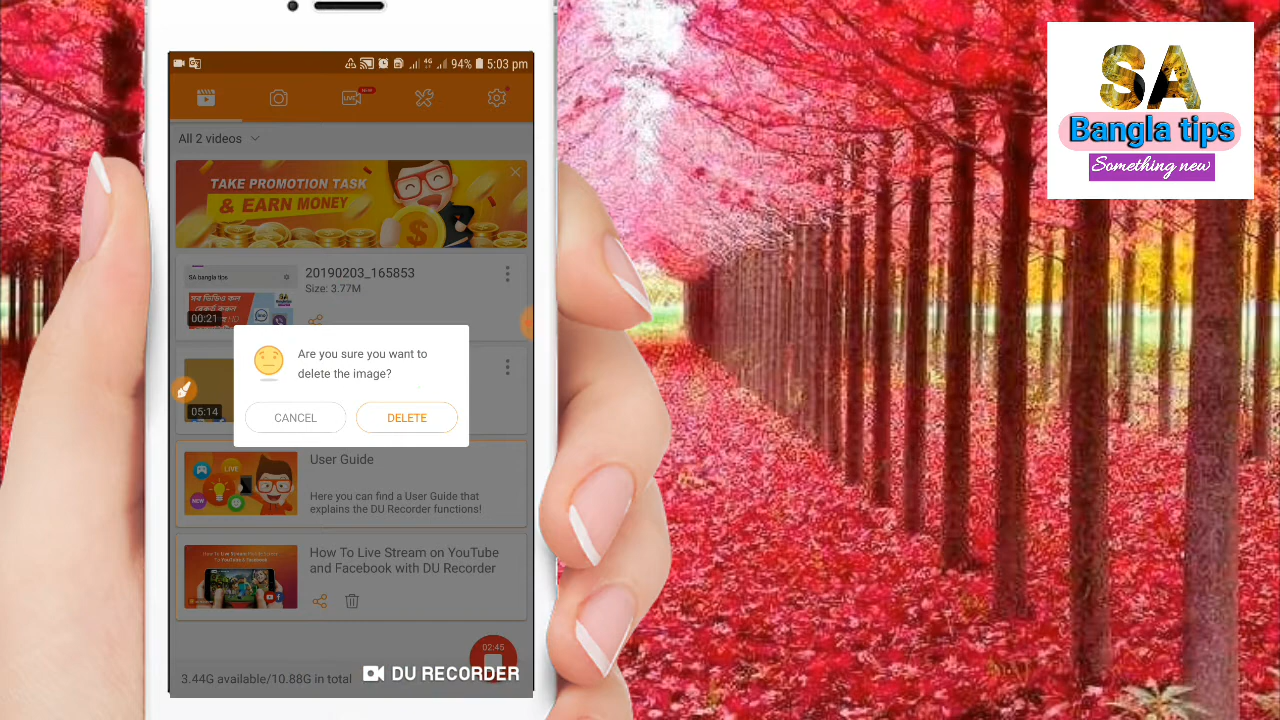 94% 5:03 pm
LIVE
All 2 videos
TAKE PROMOTION TASK
& EARN MONEY
20190203_165853
Size: 3.77M
SA bangla tips
00:21
Are you sure you want to
delete the image?
CANCEL
DELETE
05:14
User Guide
LIVE
NEW
Here you can find a User Guide that
explains the DU Recorder functions!
How To Live Stream on YouTube
and Facebook with DU Recorder
02:45
3.44G available/10.88G in total
DU RECORDER
SA
Bangla tips
Something new